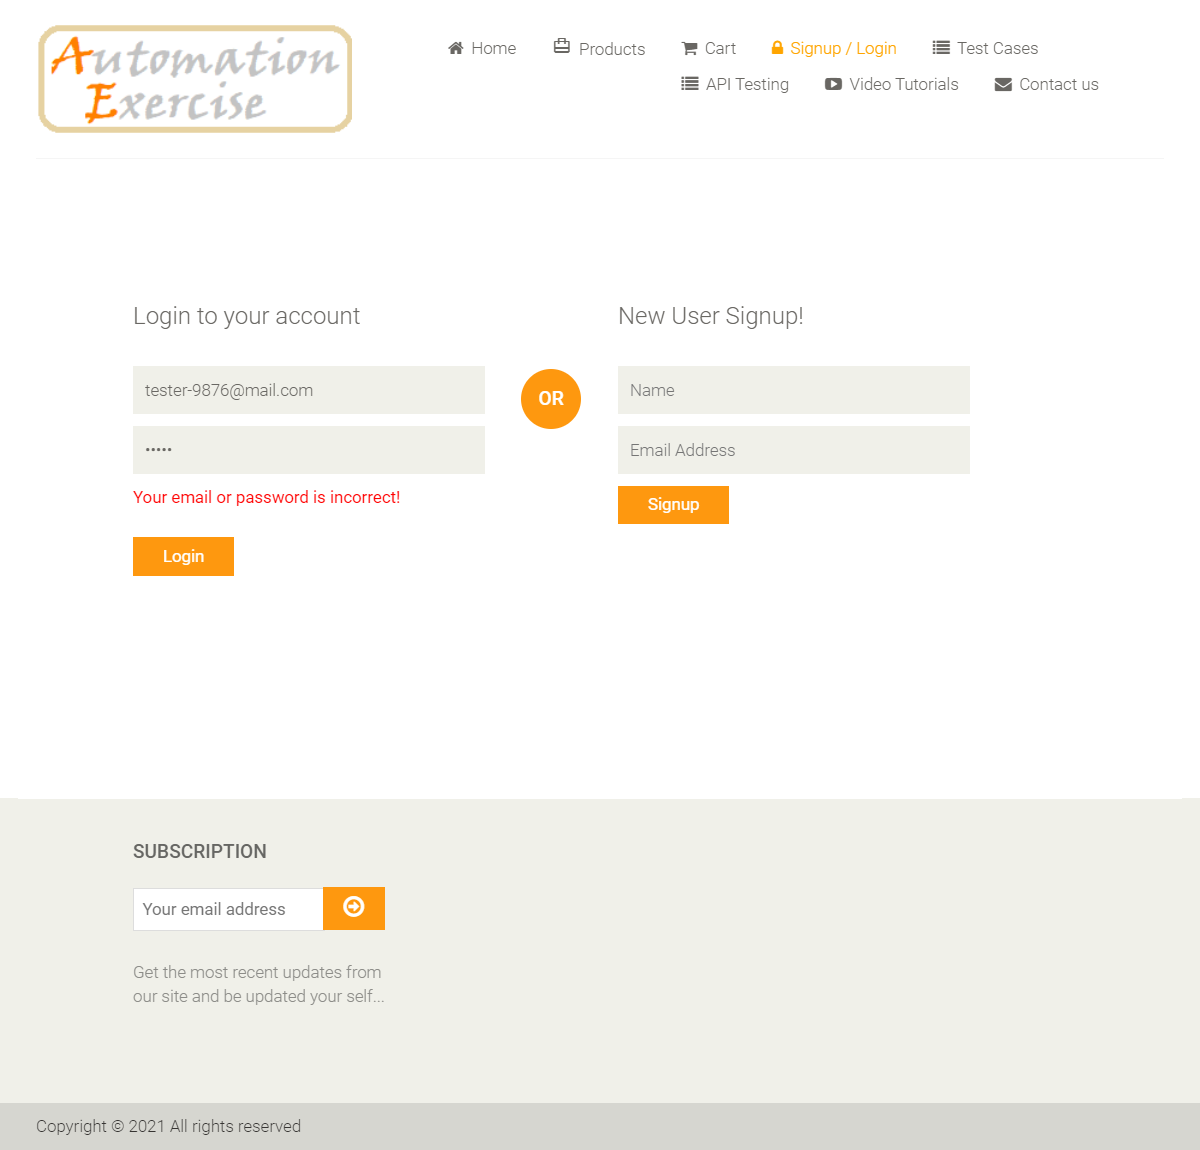 Automation
Exercise
Home
Products
Cart
Signup / Login
Test Cases
API Testing
Video Tutorials
Contact us
Login to your account
tester-9876@mail.com
•••••
Your email or password is incorrect!
Login
OR
New User Signup!
Name
Email Address
Signup
SUBSCRIPTION
Your email address
Get the most recent updates from
our site and be updated your self...
Copyright © 2021 All rights reserved